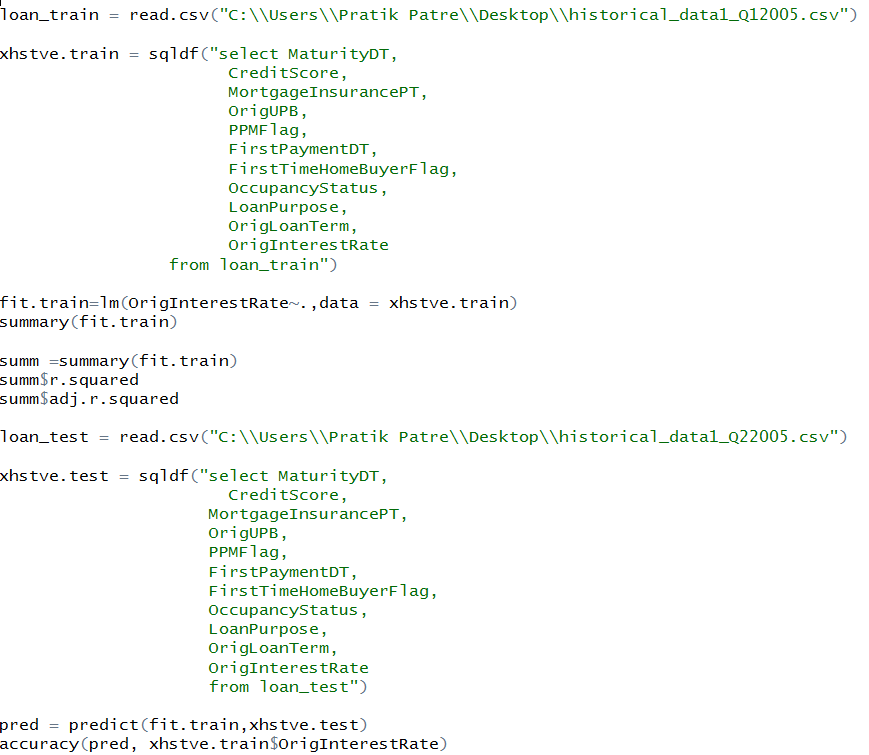 loan_train = read.csv("C:\\Users\\Pratik Patre\\Desktop\\historical_data1_Q12005.csv")
xhstve.train = sqldf("select MaturityDT,
CreditScore,
MortgageInsurancePT,
OrigUPB,
PPMFlag,
FirstPaymentDT,
FirstTimeHomeBuyerFlag,
OccupancyStatus,
LoanPurpose,
OrigLoanTerm,
OrigInterestRate
from loan_train")
fit.train=lm(OrigInterestRate~.,data = xhstve.train)
summary(fit.train)
summ =summary(fit.train)
summ$r.squared
summ$adj.r.squared
loan_test = read.csv("C:\\Users\\Pratik Patre\\Desktop\\historical_data1_Q22005.csv")
xhstve.test = sqldf("select MaturityDT,
CreditScore,
MortgageInsurancePT,
OrigUPB,
PPMFlag,
FirstPaymentDT,
FirstTimeHomeBuyerFlag,
OccupancyStatus,
LoanPurpose,
OrigLoanTerm,
OrigInterestRate
from loan_test")
pred = predict(fit.train,xhstve.test)
accuracy(pred, xhstve.train$OrigInterestRate)